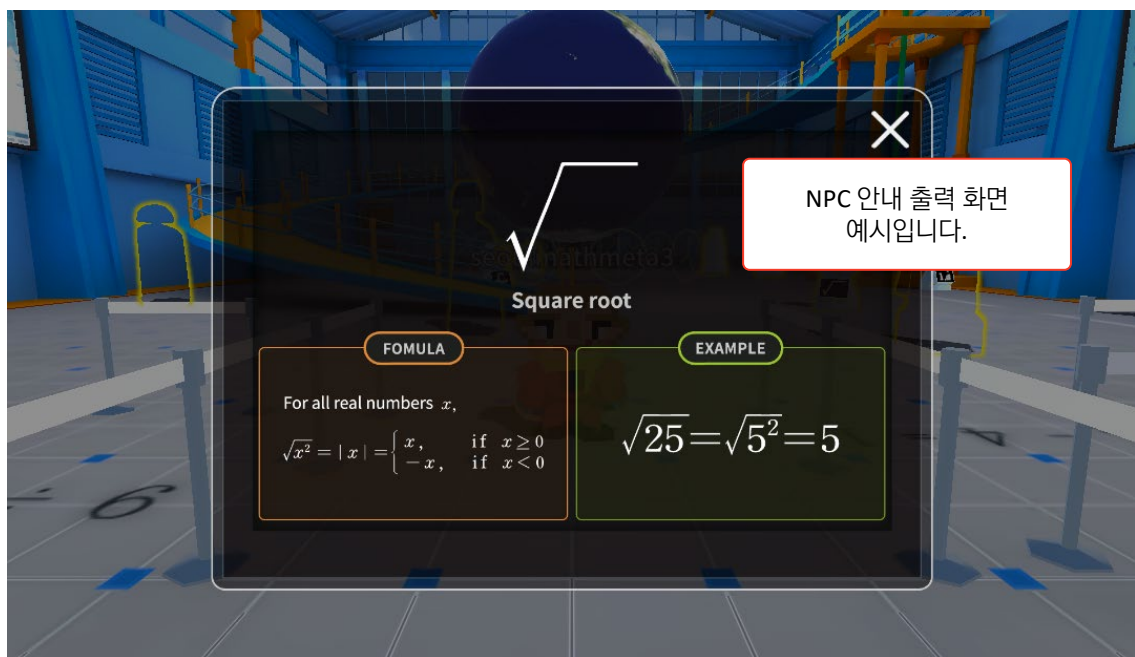 √
NPC 안내 출력 화면
예시입니다.
Square root
FOMULA
EXAMPLE
For all real numbers x,
√x² = | x | = { x, if x ≥ 0
− x, if x < 0
√25=√5²=5